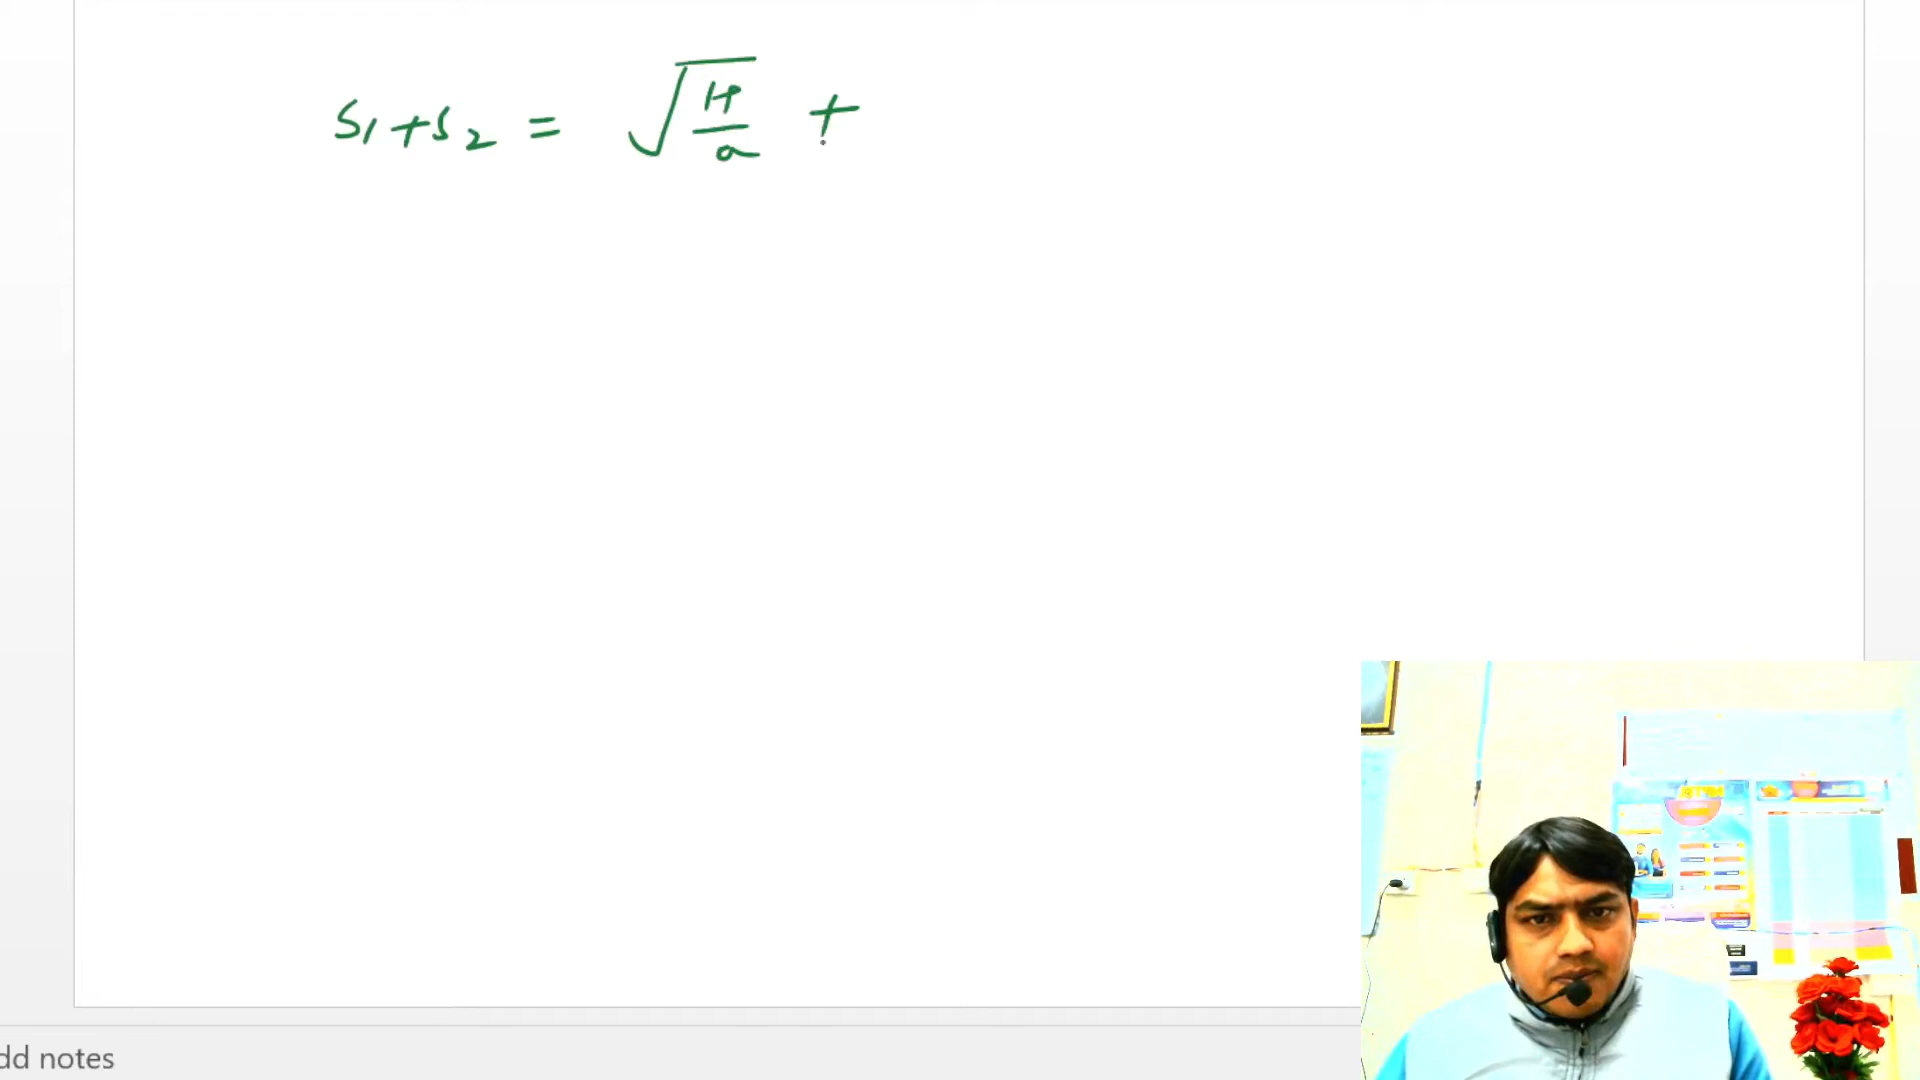 S₁+S₂ = √(H/a) +
dd notes